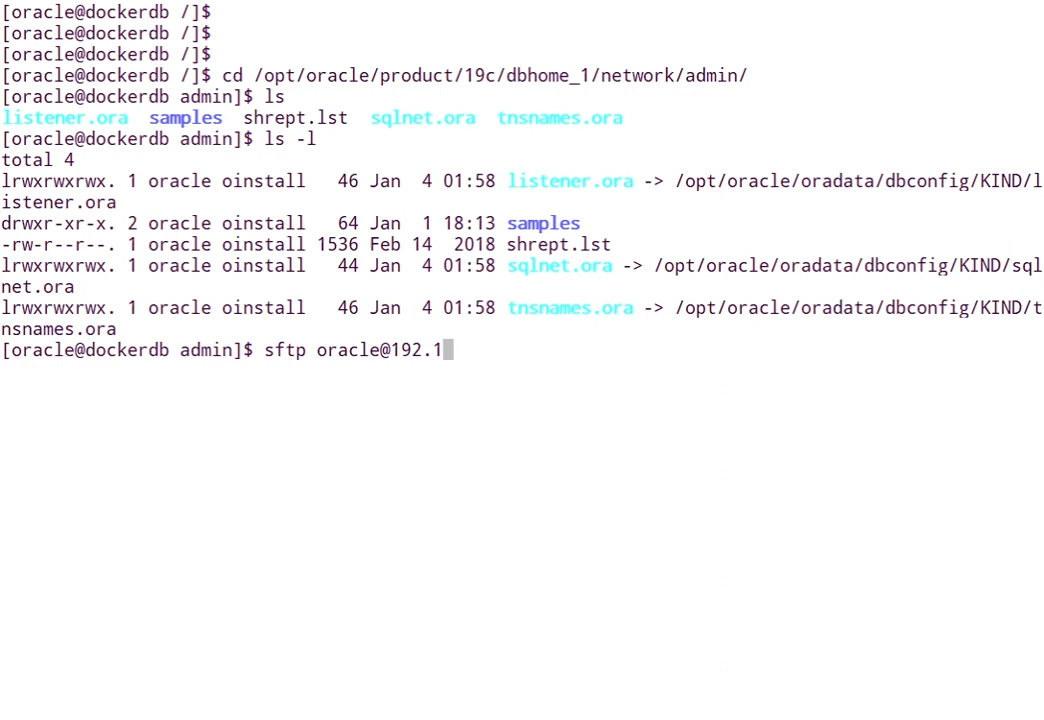 [oracle@dockerdb /]$
[oracle@dockerdb /]$
[oracle@dockerdb /]$
[oracle@dockerdb /]$ cd /opt/oracle/product/19c/dbhome_1/network/admin/
[oracle@dockerdb admin]$ ls
listener.ora  samples  shrept.lst  sqlnet.ora  tnsnames.ora
[oracle@dockerdb admin]$ ls -l
total 4
lrwxrwxrwx. 1 oracle oinstall   46 Jan  4 01:58 listener.ora -> /opt/oracle/oradata/dbconfig/KIND/l
istener.ora
drwxr-xr-x. 2 oracle oinstall   64 Jan  1 18:13 samples
-rw-r--r--. 1 oracle oinstall 1536 Feb 14  2018 shrept.lst
lrwxrwxrwx. 1 oracle oinstall   44 Jan  4 01:58 sqlnet.ora -> /opt/oracle/oradata/dbconfig/KIND/sql
net.ora
lrwxrwxrwx. 1 oracle oinstall   46 Jan  4 01:58 tnsnames.ora -> /opt/oracle/oradata/dbconfig/KIND/t
nsnames.ora
[oracle@dockerdb admin]$ sftp oracle@192.1